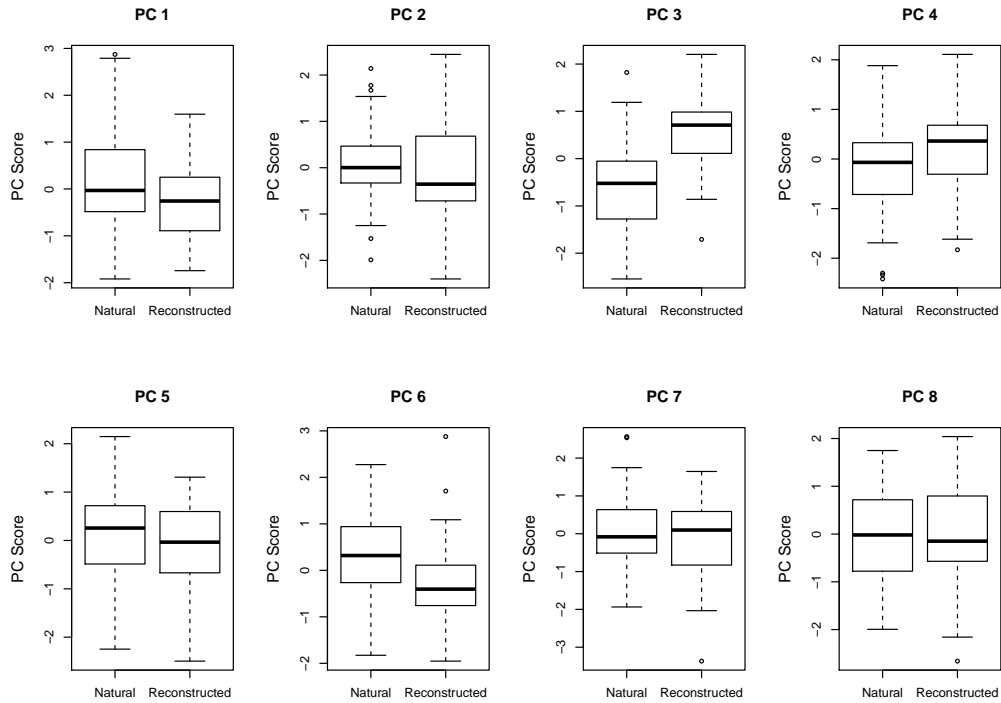 PC 1
PC Score
3
2
1
0
−1
−2
Natural Reconstructed
PC 2
PC Score
2
1
0
−1
−2
Natural Reconstructed
PC 3
PC Score
2
1
0
−1
−2
Natural Reconstructed
PC 4
PC Score
2
1
0
−1
−2
Natural Reconstructed
PC 5
PC Score
2
1
0
−1
−2
Natural Reconstructed
PC 6
PC Score
3
2
1
0
−1
−2
Natural Reconstructed
PC 7
PC Score
2
1
0
−1
−2
−3
Natural Reconstructed
PC 8
PC Score
2
1
0
−1
−2
Natural Reconstructed